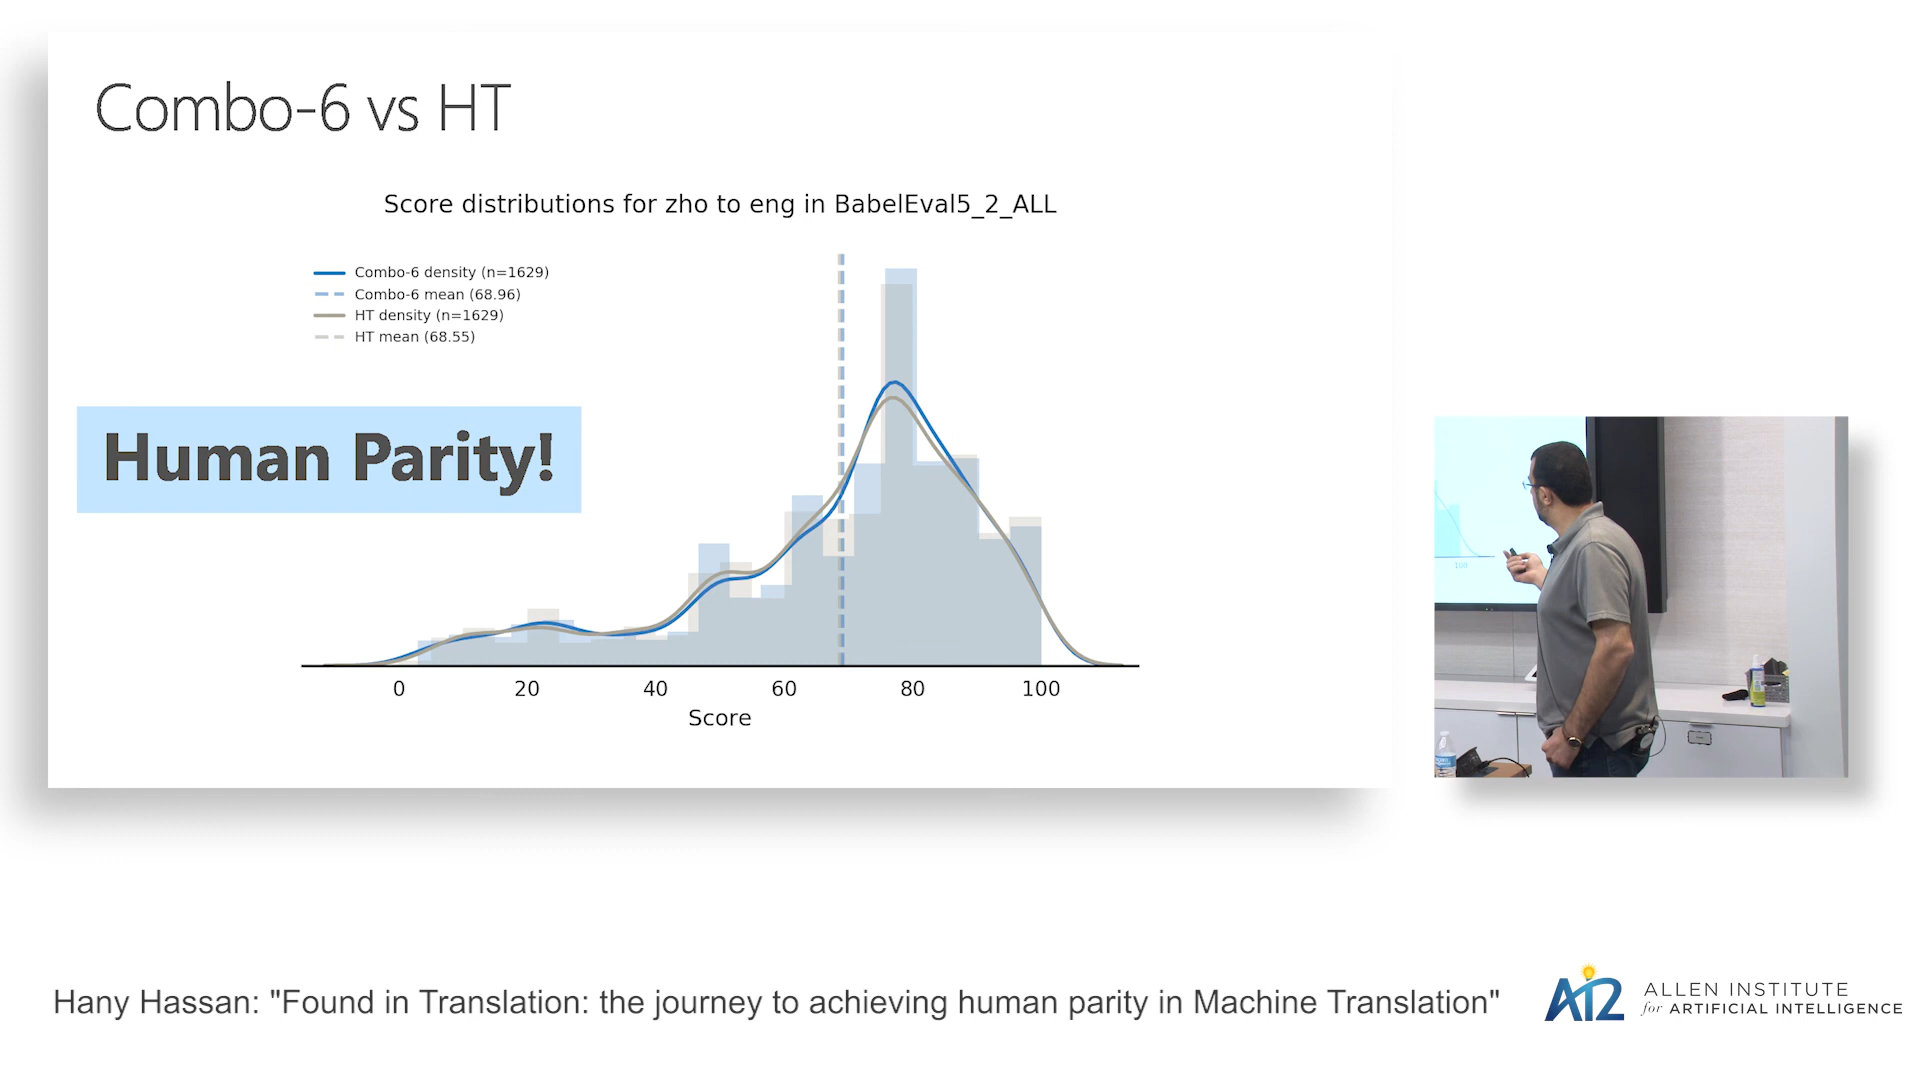 Combo-6 vs HT
Score distributions for zho to eng in BabelEval5_2_ALL
Combo-6 density (n=1629)
Combo-6 mean (68.96)
HT density (n=1629)
HT mean (68.55)
Human Parity!
0 20 40 60 80 100
Score
100
Hany Hassan: "Found in Translation: the journey to achieving human parity in Machine Translation"
AI2
ALLEN INSTITUTE
for ARTIFICIAL INTELLIGENCE